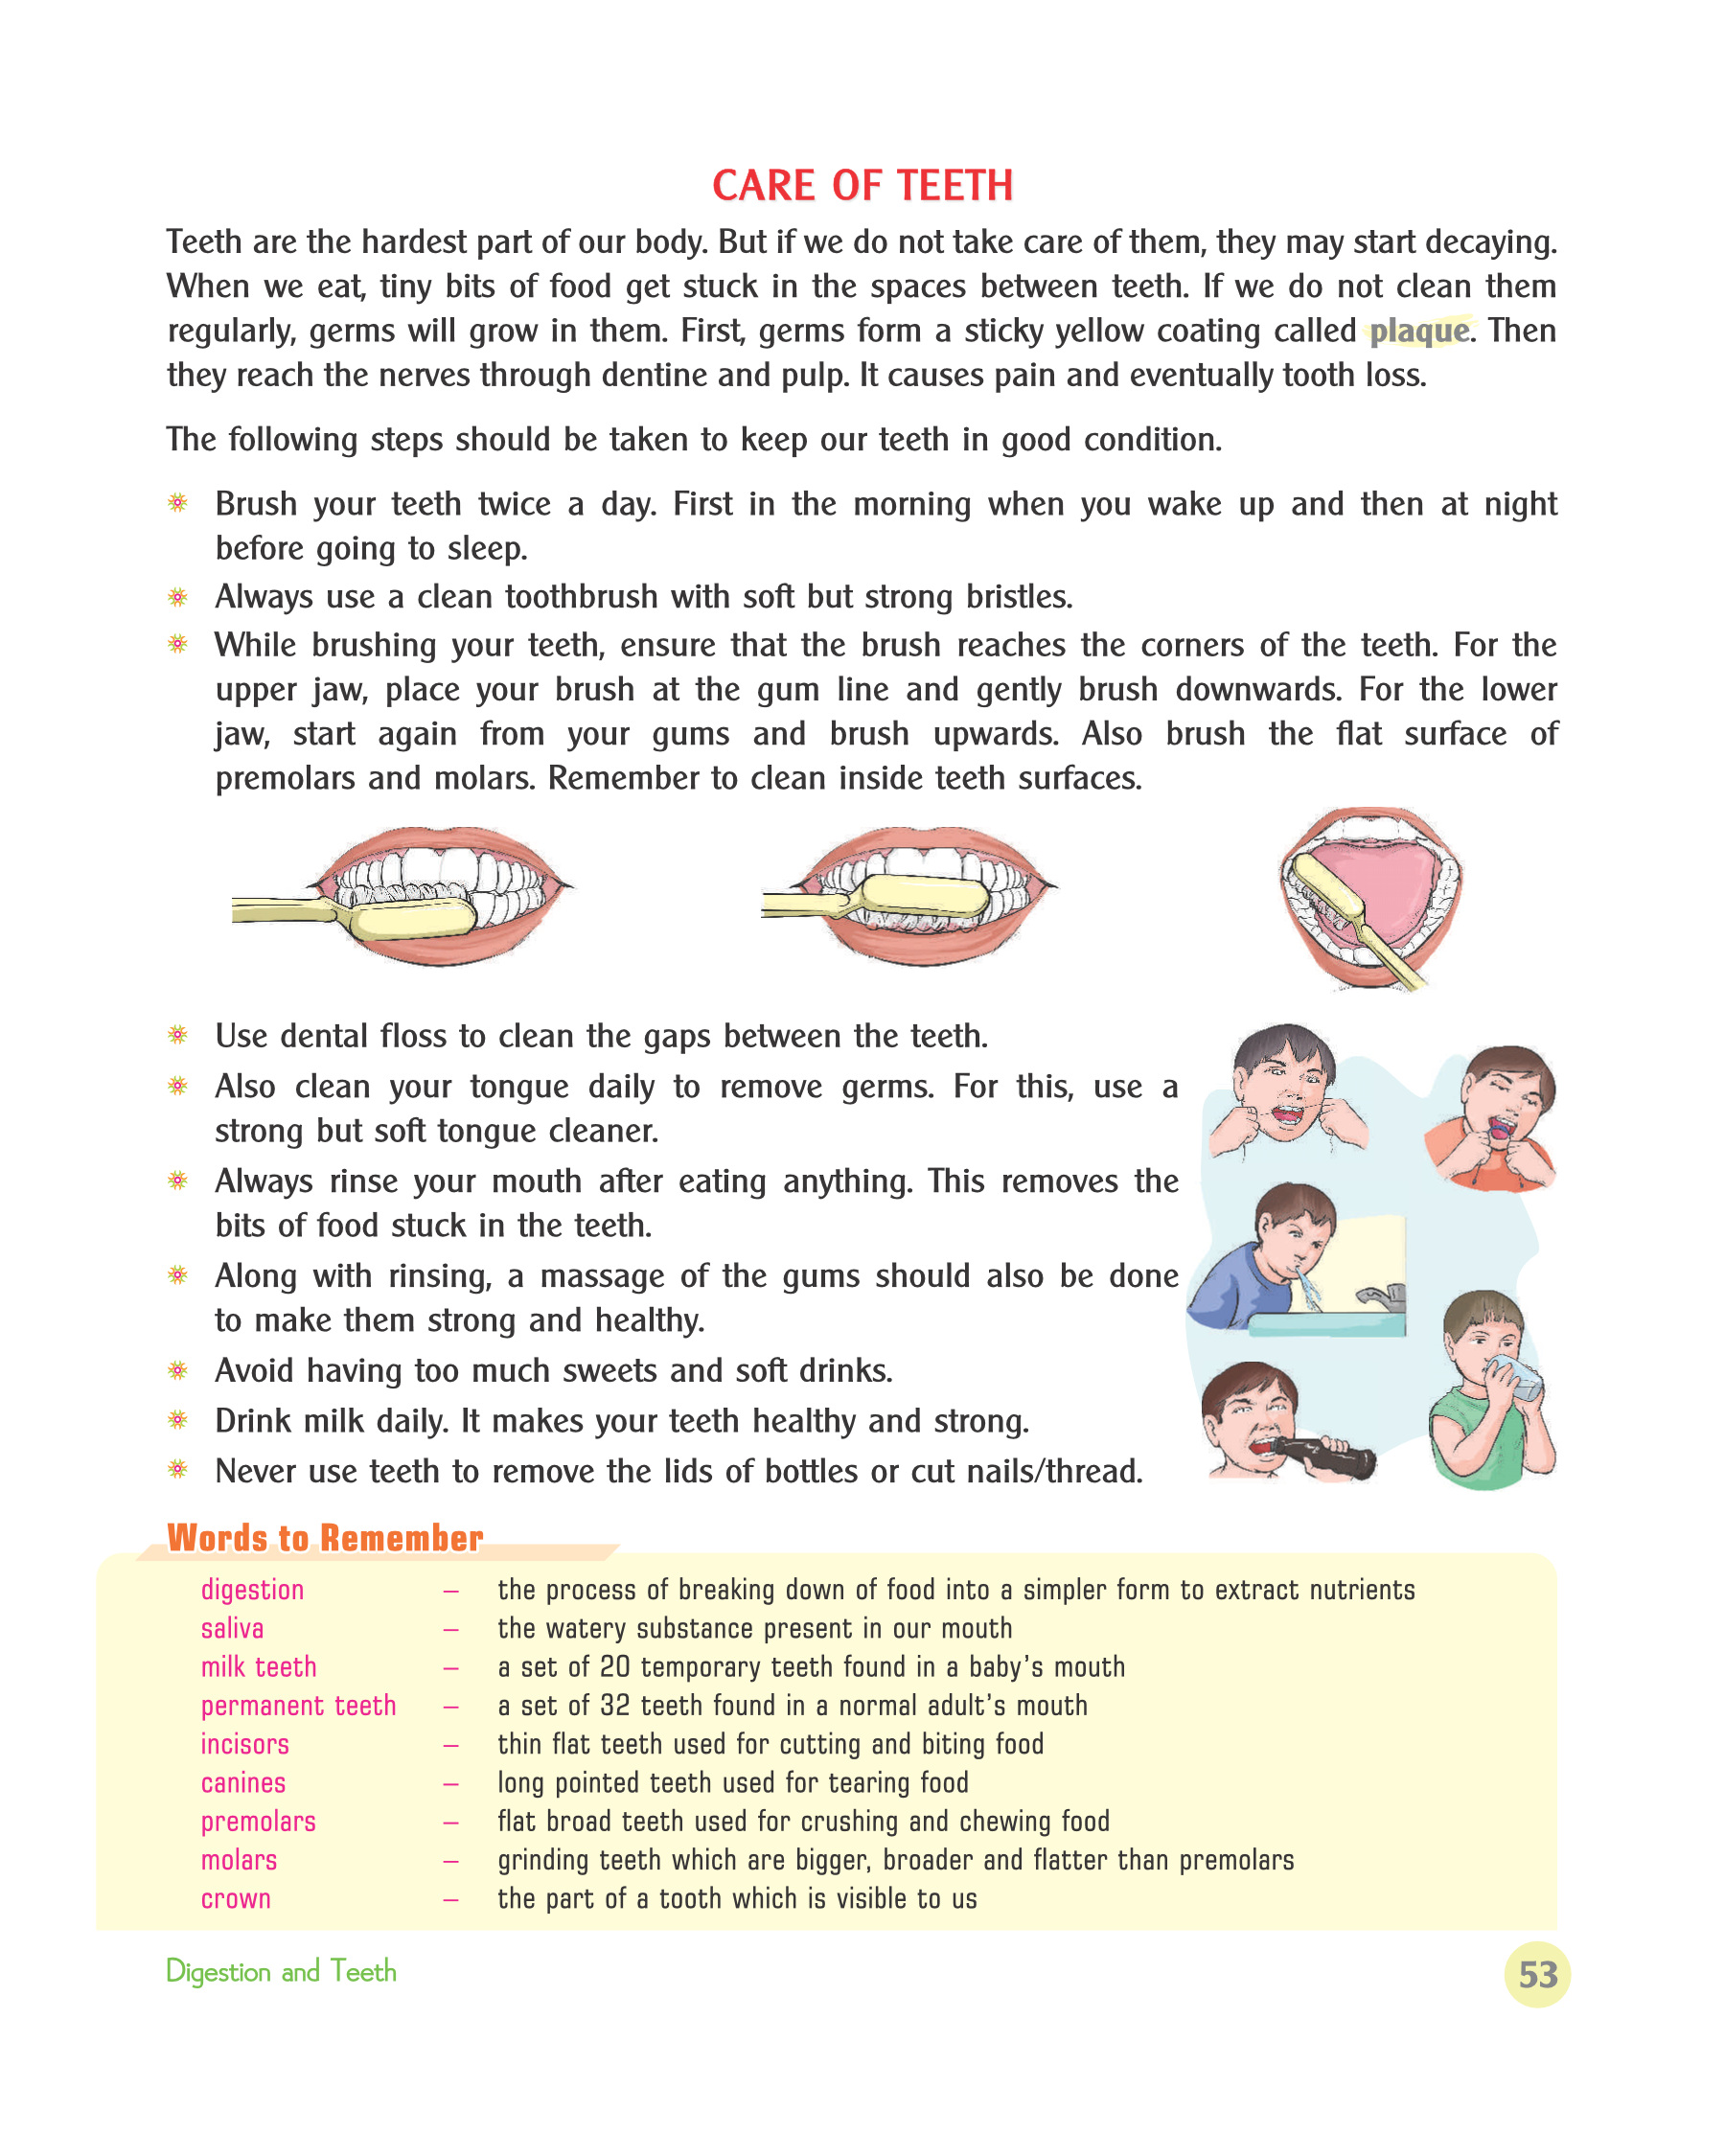 CARE OF TEETH
Teeth are the hardest part of our body. But if we do not take care of them, they may start decaying.
When we eat, tiny bits of food get stuck in the spaces between teeth. If we do not clean them
regularly, germs will grow in them. First, germs form a sticky yellow coating called plaque. Then
they reach the nerves through dentine and pulp. It causes pain and eventually tooth loss.
The following steps should be taken to keep our teeth in good condition.
Brush your teeth twice a day. First in the morning when you wake up and then at night
before going to sleep.
Always use a clean toothbrush with soft but strong bristles.
While brushing your teeth, ensure that the brush reaches the corners of the teeth. For the
upper jaw, place your brush at the gum line and gently brush downwards. For the lower
jaw, start again from your gums and brush upwards. Also brush the flat surface of
premolars and molars. Remember to clean inside teeth surfaces.
Use dental floss to clean the gaps between the teeth.
Also clean your tongue daily to remove germs. For this, use a
strong but soft tongue cleaner.
Always rinse your mouth after eating anything. This removes the
bits of food stuck in the teeth.
Along with rinsing, a massage of the gums should also be done
to make them strong and healthy.
Avoid having too much sweets and soft drinks.
Drink milk daily. It makes your teeth healthy and strong.
Never use teeth to remove the lids of bottles or cut nails/thread.
Words to Remember
digestion – the process of breaking down of food into a simpler form to extract nutrients
saliva – the watery substance present in our mouth
milk teeth – a set of 20 temporary teeth found in a baby's mouth
permanent teeth – a set of 32 teeth found in a normal adult's mouth
incisors – thin flat teeth used for cutting and biting food
canines – long pointed teeth used for tearing food
premolars – flat broad teeth used for crushing and chewing food
molars – grinding teeth which are bigger, broader and flatter than premolars
crown – the part of a tooth which is visible to us
Digestion and Teeth
53